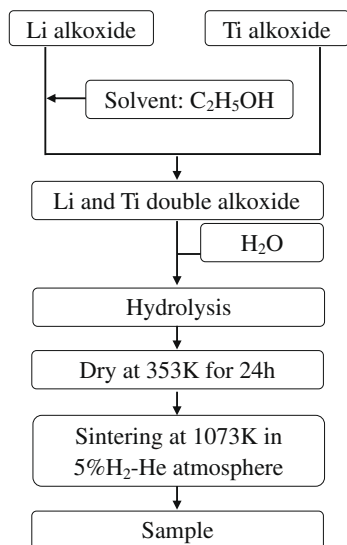 Li alkoxide
Ti alkoxide
Solvent: C₂H₅OH
Li and Ti double alkoxide
H₂O
Hydrolysis
Dry at 353K for 24h
Sintering at 1073K in
5%H₂-He atmosphere
Sample